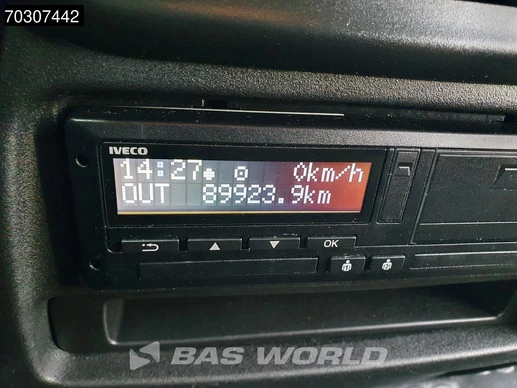 70307442
IVECO
14:27 0km/h
OUT 89923.9km
OK
BAS WORLD